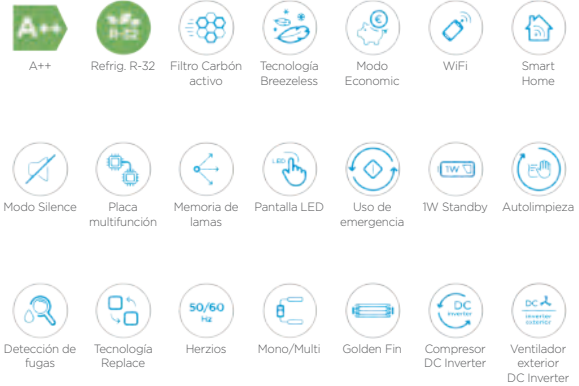 A++
R-32
€
A++
Refrig. R-32
Filtro Carbón
activo
Tecnología
Breezeless
Modo
Economic
WiFi
Smart
Home
LED
1W
Modo Silence
Placa
multifunción
Memoria de
lamas
Pantalla LED
Uso de
emergencia
1W Standby
Autolimpieza
50/60
Hz
DC
Inverter
DC
Inverter
exterior
Detección de
fugas
Tecnología
Replace
Herzios
Mono/Multi
Golden Fin
Compresor
DC Inverter
Ventilador
exterior
DC Inverter